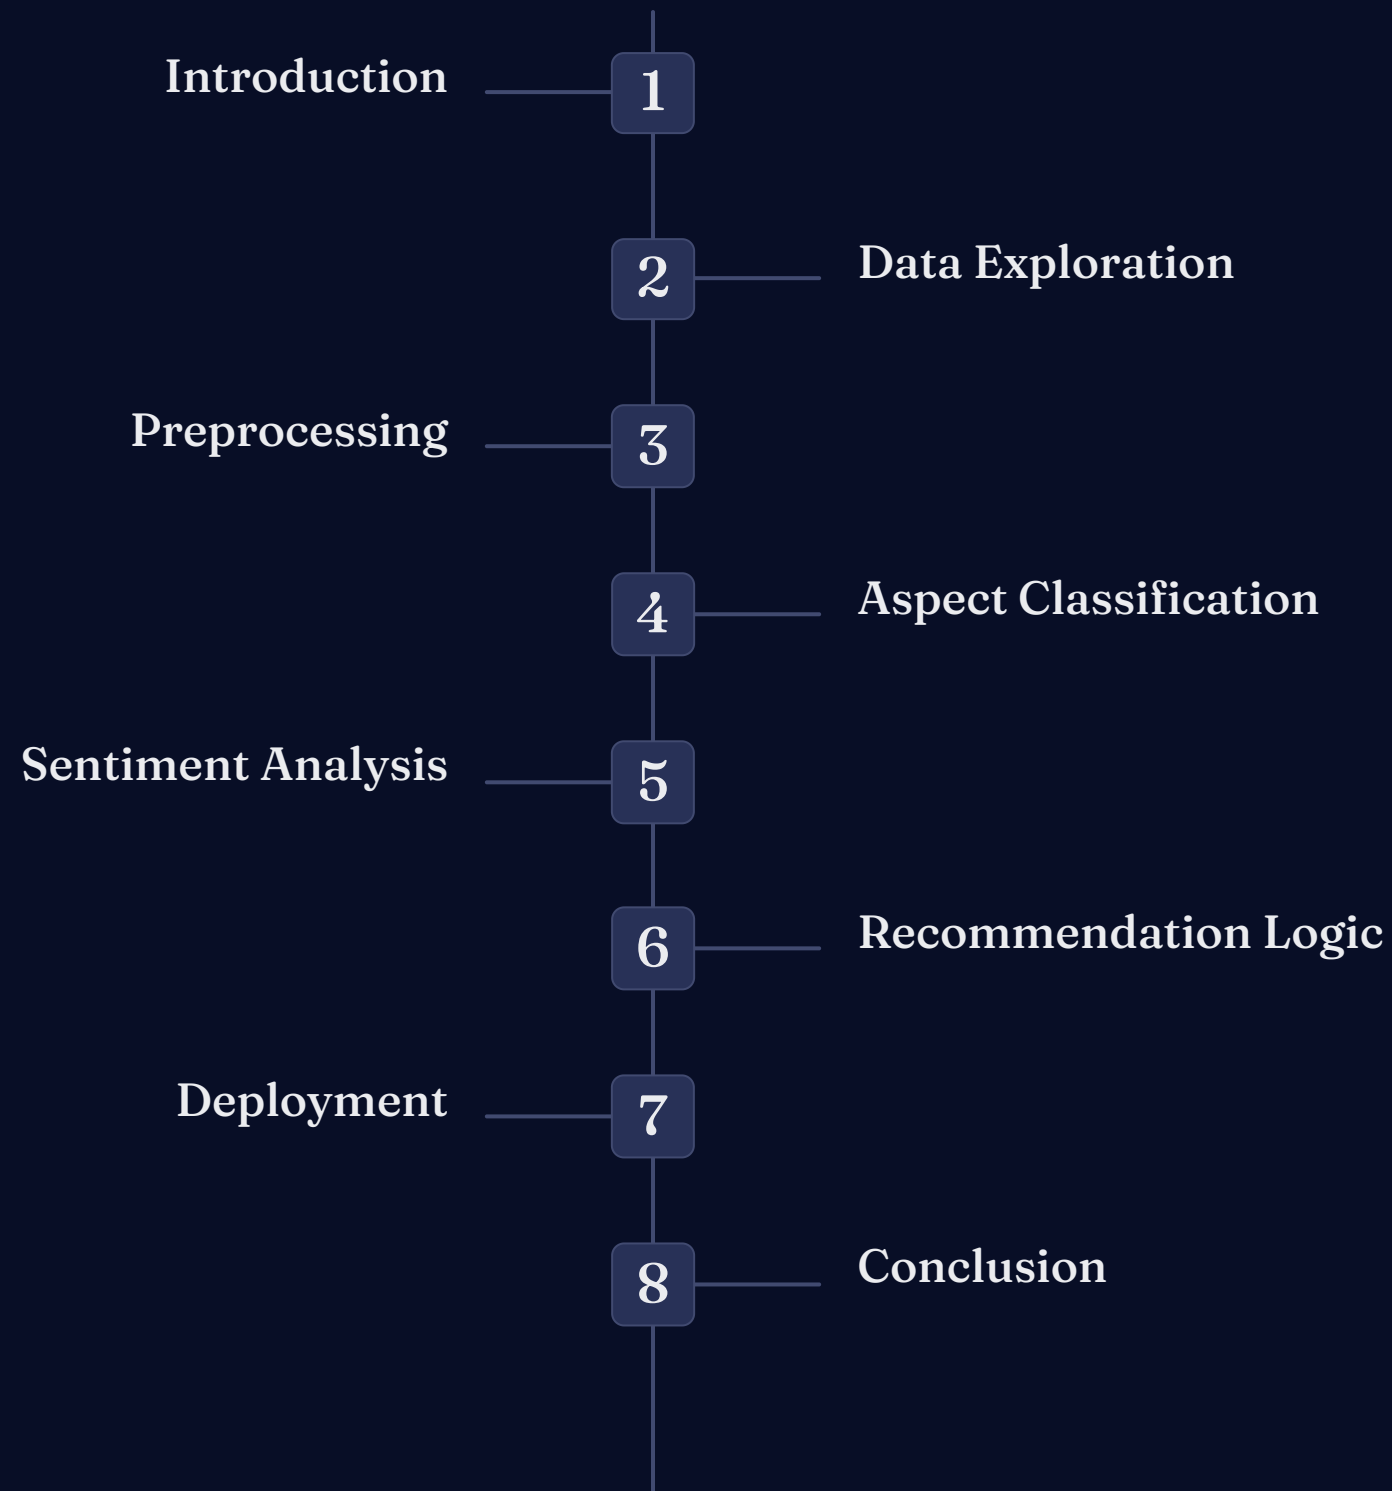 Introduction
1
2
Data Exploration
Preprocessing
3
4
Aspect Classification
Sentiment Analysis
5
6
Recommendation Logic
Deployment
7
8
Conclusion